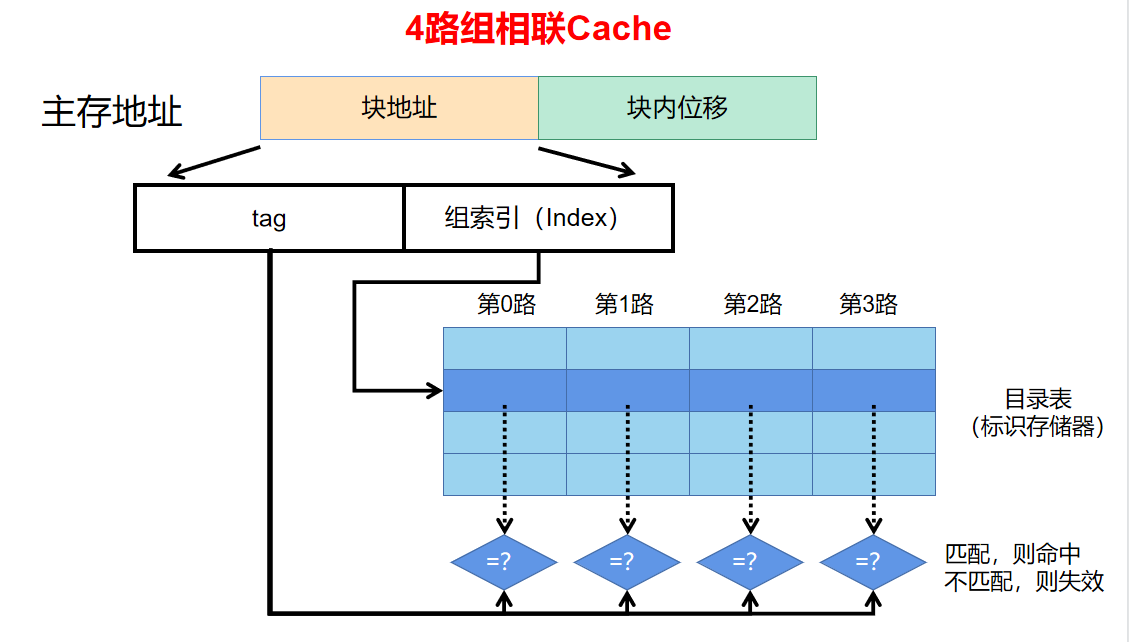 4路组相联Cache
主存地址
块地址
块内位移
tag
组索引（Index）
第0路
第1路
第2路
第3路
目录表
（标识存储器）
=?
=?
=?
=?
匹配，则命中
不匹配，则失效